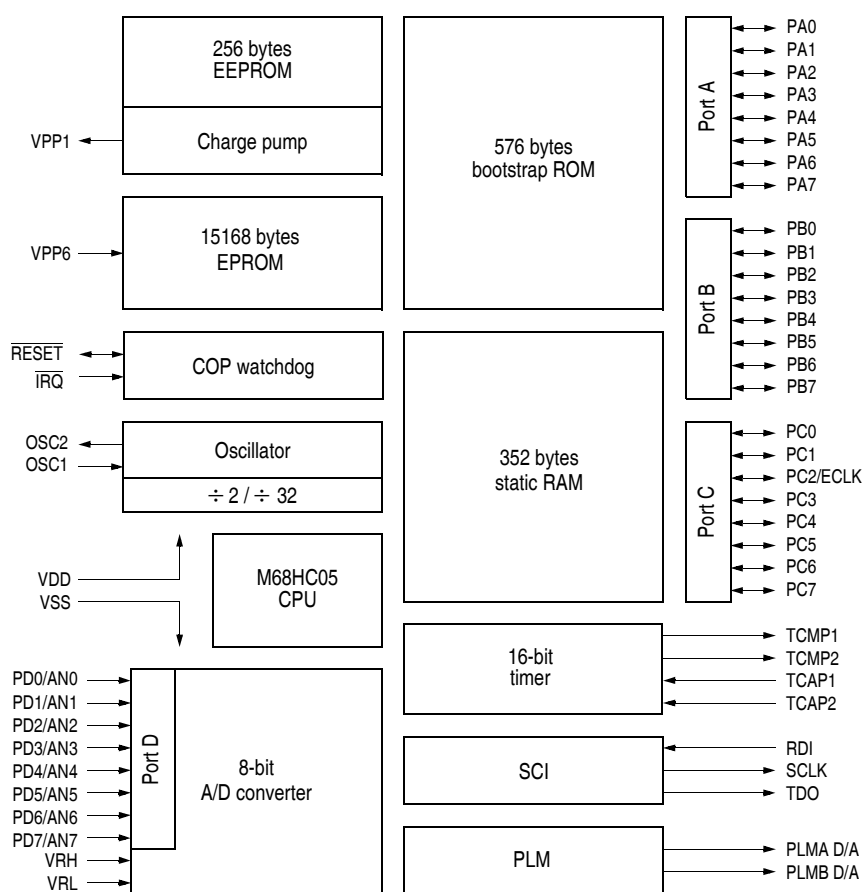 256 bytes
EEPROM
Charge pump
VPP1
15168 bytes
EPROM
VPP6
COP watchdog
RESET
IRQ
Oscillator
÷ 2 / ÷ 32
OSC2
OSC1
VDD
VSS
M68HC05
CPU
PD0/AN0
PD1/AN1
PD2/AN2
PD3/AN3
PD4/AN4
PD5/AN5
PD6/AN6
PD7/AN7
VRH
VRL
Port D
8-bit
A/D converter
576 bytes
bootstrap ROM
352 bytes
static RAM
16-bit
timer
SCI
PLM
Port A
PA0
PA1
PA2
PA3
PA4
PA5
PA6
PA7
Port B
PB0
PB1
PB2
PB3
PB4
PB5
PB6
PB7
Port C
PC0
PC1
PC2/ECLK
PC3
PC4
PC5
PC6
PC7
TCMP1
TCMP2
TCAP1
TCAP2
RDI
SCLK
TDO
PLMA D/A
PLMB D/A